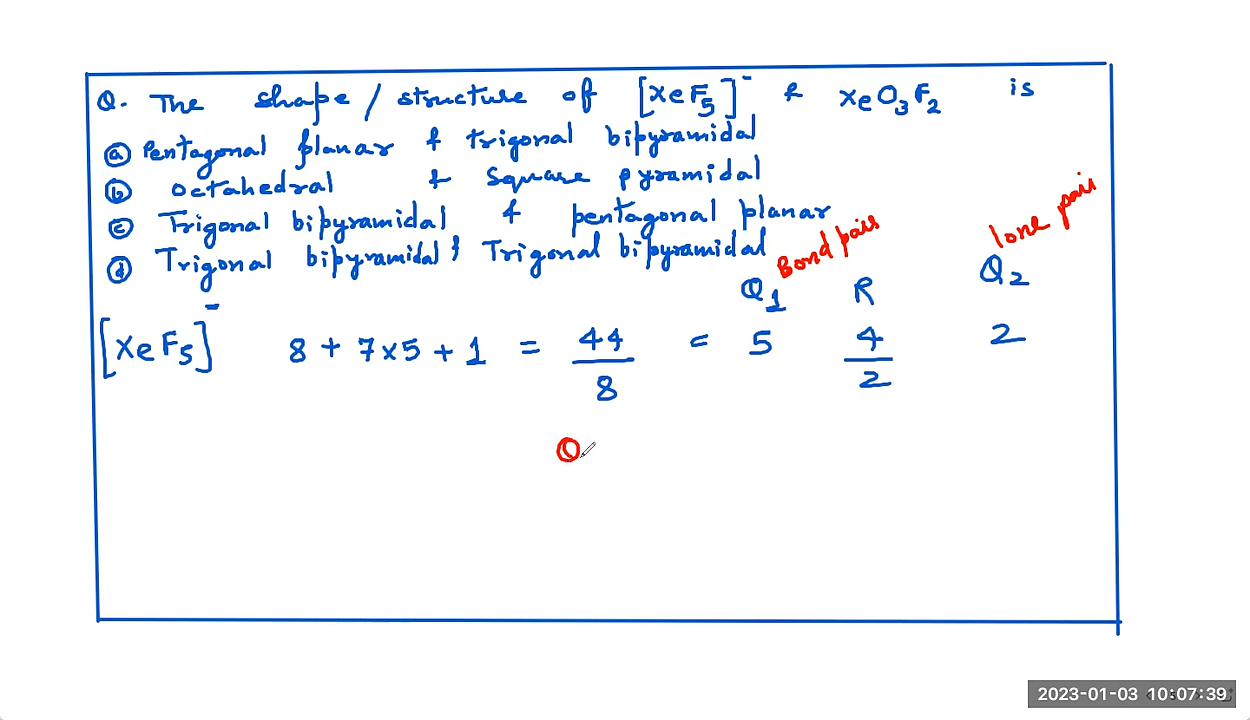 Q. The shape / structure of [XeF5]⁻ & XeO3F2 is
(a) Pentagonal planar & trigonal bipyramidal
(b) octahedral & square pyramidal
(c) Trigonal bipyramidal & pentagonal planar
(d) Trigonal bipyramidal & Trigonal bipyramidal
Bond pair lone pair
Q1 R Q2
[XeF5]⁻ 8 + 7×5 + 1 = 44/8 = 5 4/2 2
Q
2023-01-03 10:07:39